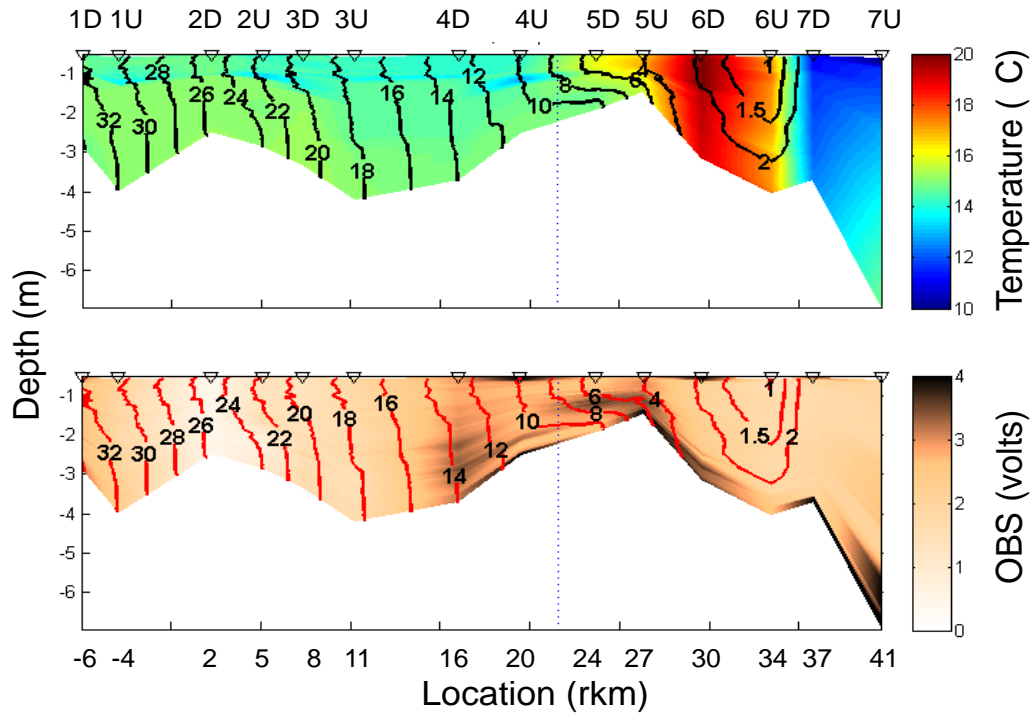 1D 1U 2D 2U 3D 3U 4D 4U 5D 5U 6D 6U 7D 7U
-1
-2
-3
-4
-5
-6
32 30 28 26 24 22 20 18 16 14 12 10 8 6 1 1.5 2
20
18
16
14
12
10
Temperature ( C)
Depth (m)
-1
-2
-3
-4
-5
-6
32 30 28 26 24 22 20 18 16 14 12 10 8 6 4 1 1.5 2
4
3
2
1
0
OBS (volts)
-6 -4 2 5 8 11 16 20 24 27 30 34 37 41
Location (rkm)